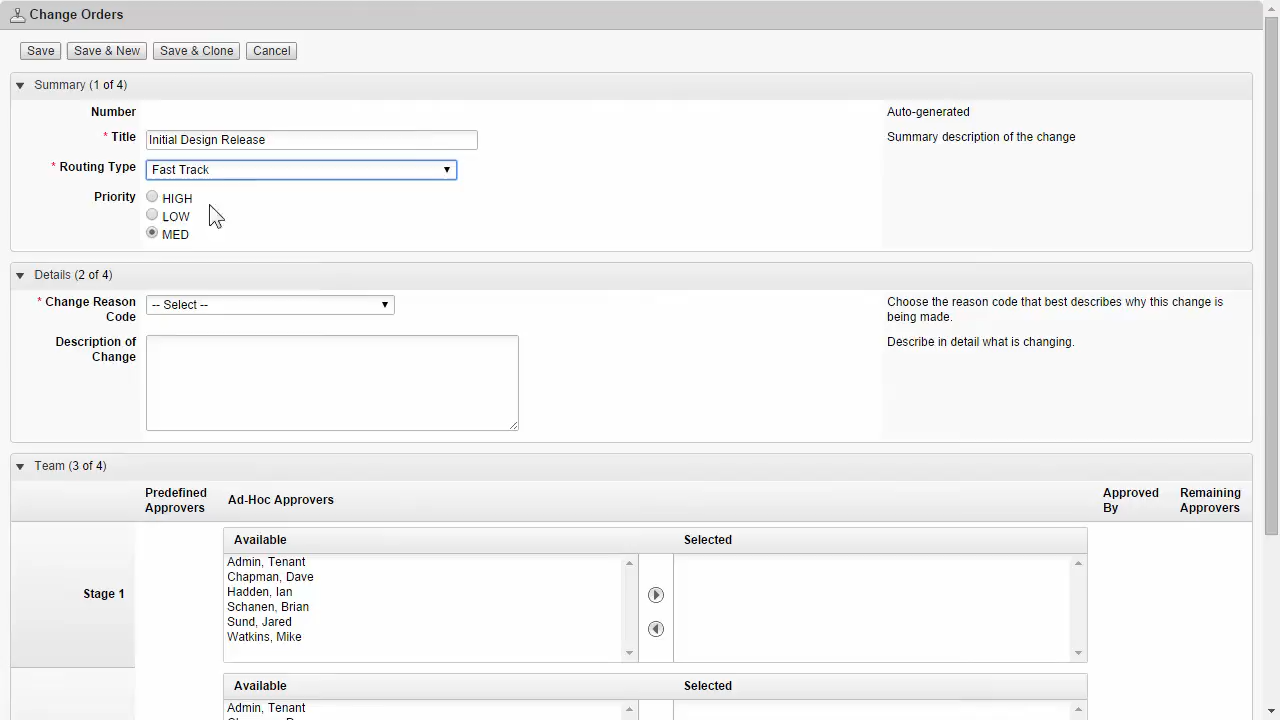 Change Orders
Save Save & New Save & Clone Cancel
Summary (1 of 4)
Number Auto-generated
* Title Initial Design Release Summary description of the change
* Routing Type Fast Track
Priority HIGH
LOW
MED
Details (2 of 4)
* Change Reason Code -- Select -- Choose the reason code that best describes why this change is
being made.
Description of Describe in detail what is changing.
Change
Team (3 of 4)
Predefined Approvers Ad-Hoc Approvers Approved By Remaining Approvers
Available Selected
Admin, Tenant
Chapman, Dave
Hadden, Ian
Stage 1
Schanen, Brian
Sund, Jared
Watkins, Mike
Available Selected
Admin, Tenant